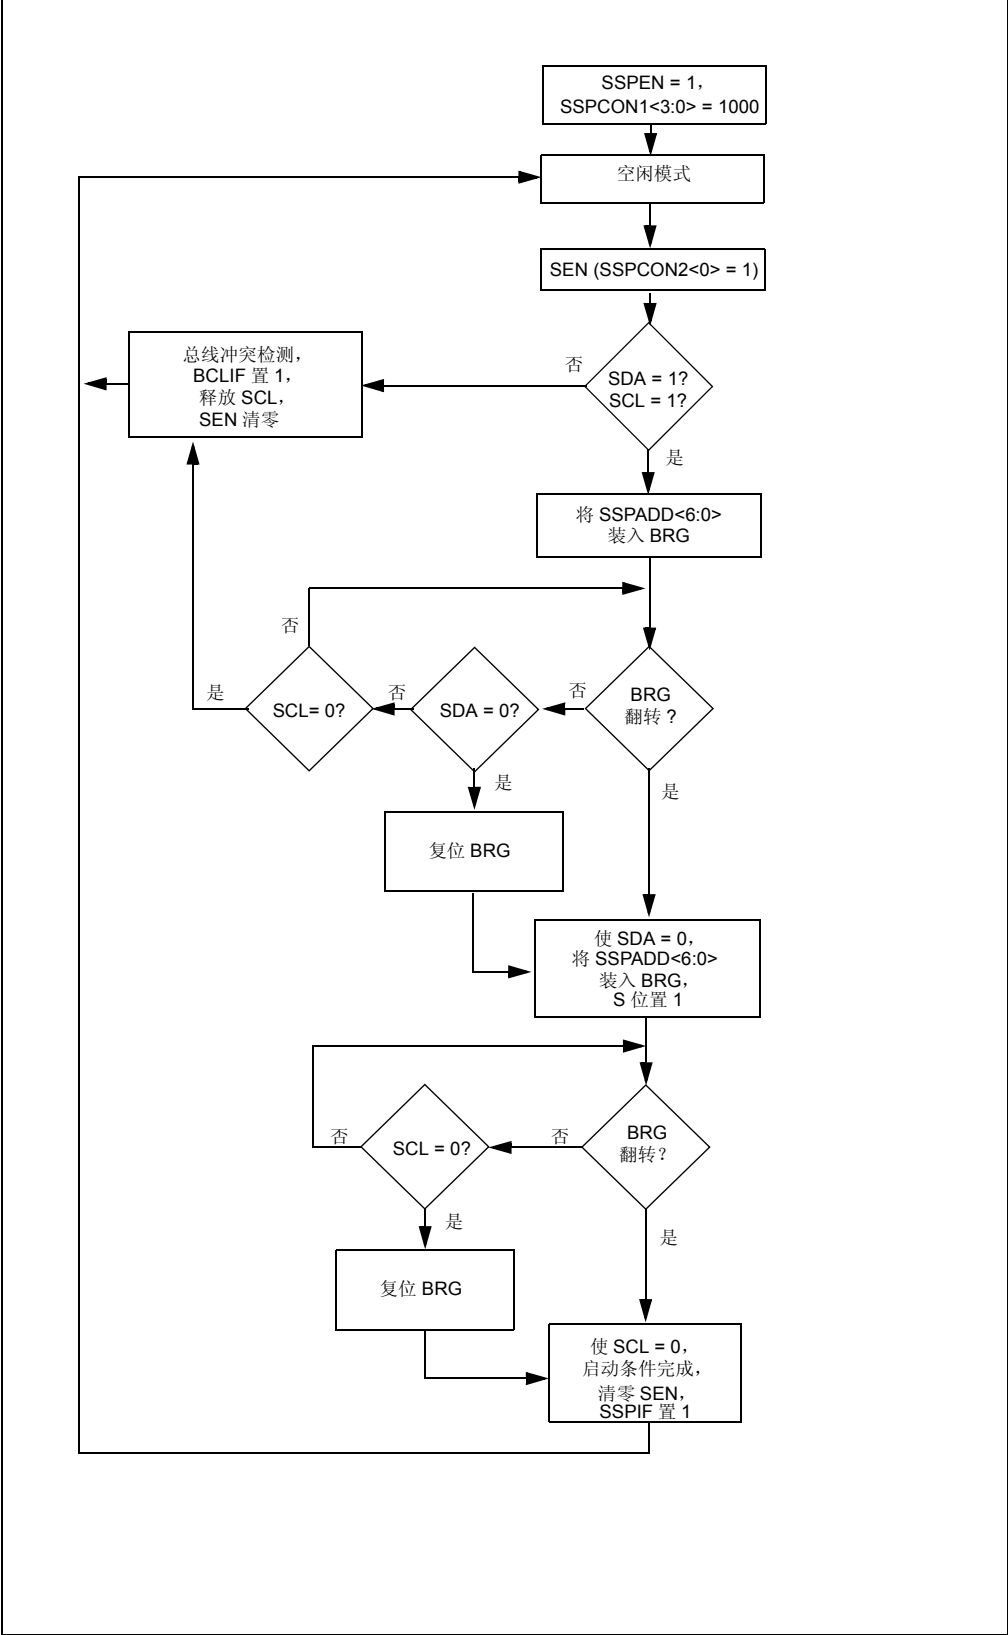 SSPEN = 1，
SSPCON1<3:0> = 1000
空闲模式
SEN (SSPCON2<0> = 1)
总线冲突检测，
BCLIF 置 1，
释放 SCL，
SEN 清零
否
SDA = 1?
SCL = 1?
是
将 SSPADD<6:0>
装入 BRG
否
是
SCL= 0?
否
SDA = 0?
否
BRG
翻转 ?
是
是
复位 BRG
使 SDA = 0，
将 SSPADD<6:0>
装入 BRG，
S 位置 1
否
SCL = 0?
否
BRG
翻转？
是
是
复位 BRG
使 SCL = 0，
启动条件完成，
清零 SEN，
SSPIF 置 1